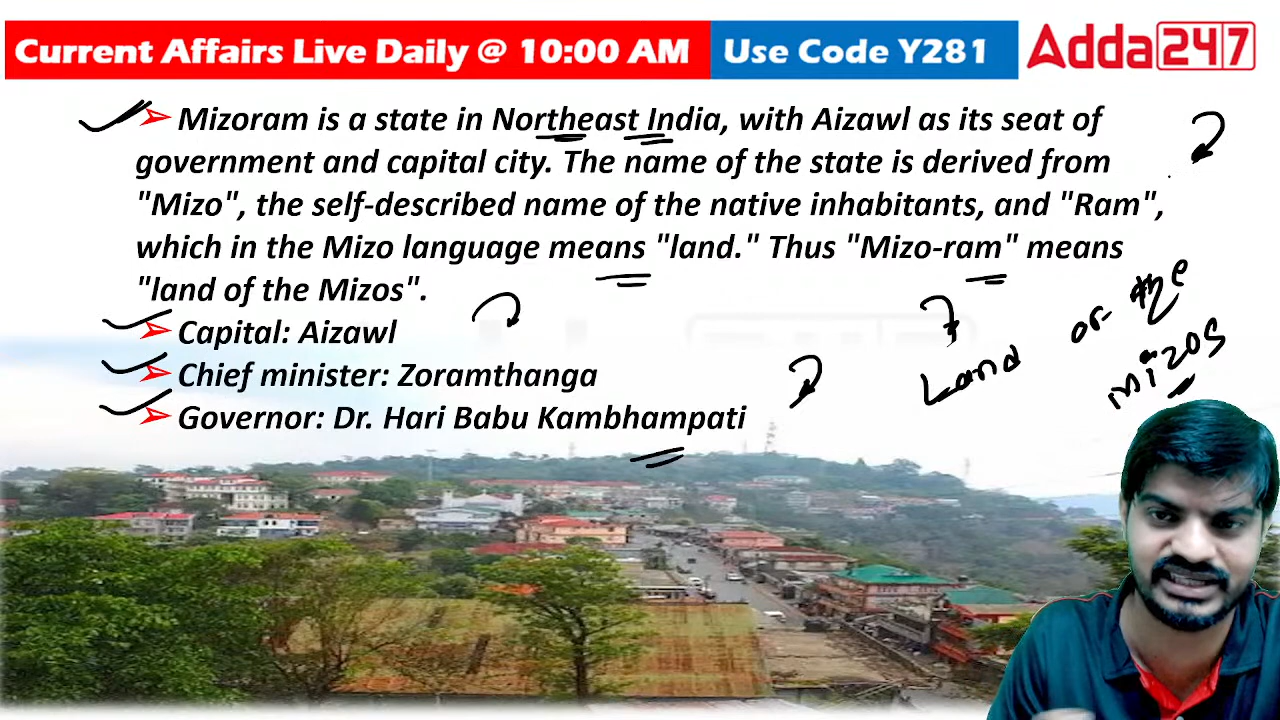 Current Affairs Live Daily @ 10:00 AM
Use Code Y281
Adda247
➢ Mizoram is a state in Northeast India, with Aizawl as its seat of
government and capital city. The name of the state is derived from
"Mizo", the self-described name of the native inhabitants, and "Ram",
which in the Mizo language means "land." Thus "Mizo-ram" means
"land of the Mizos".
➢ Capital: Aizawl
➢ Chief minister: Zoramthanga
➢ Governor: Dr. Hari Babu Kambhampati
Land of the
mizos